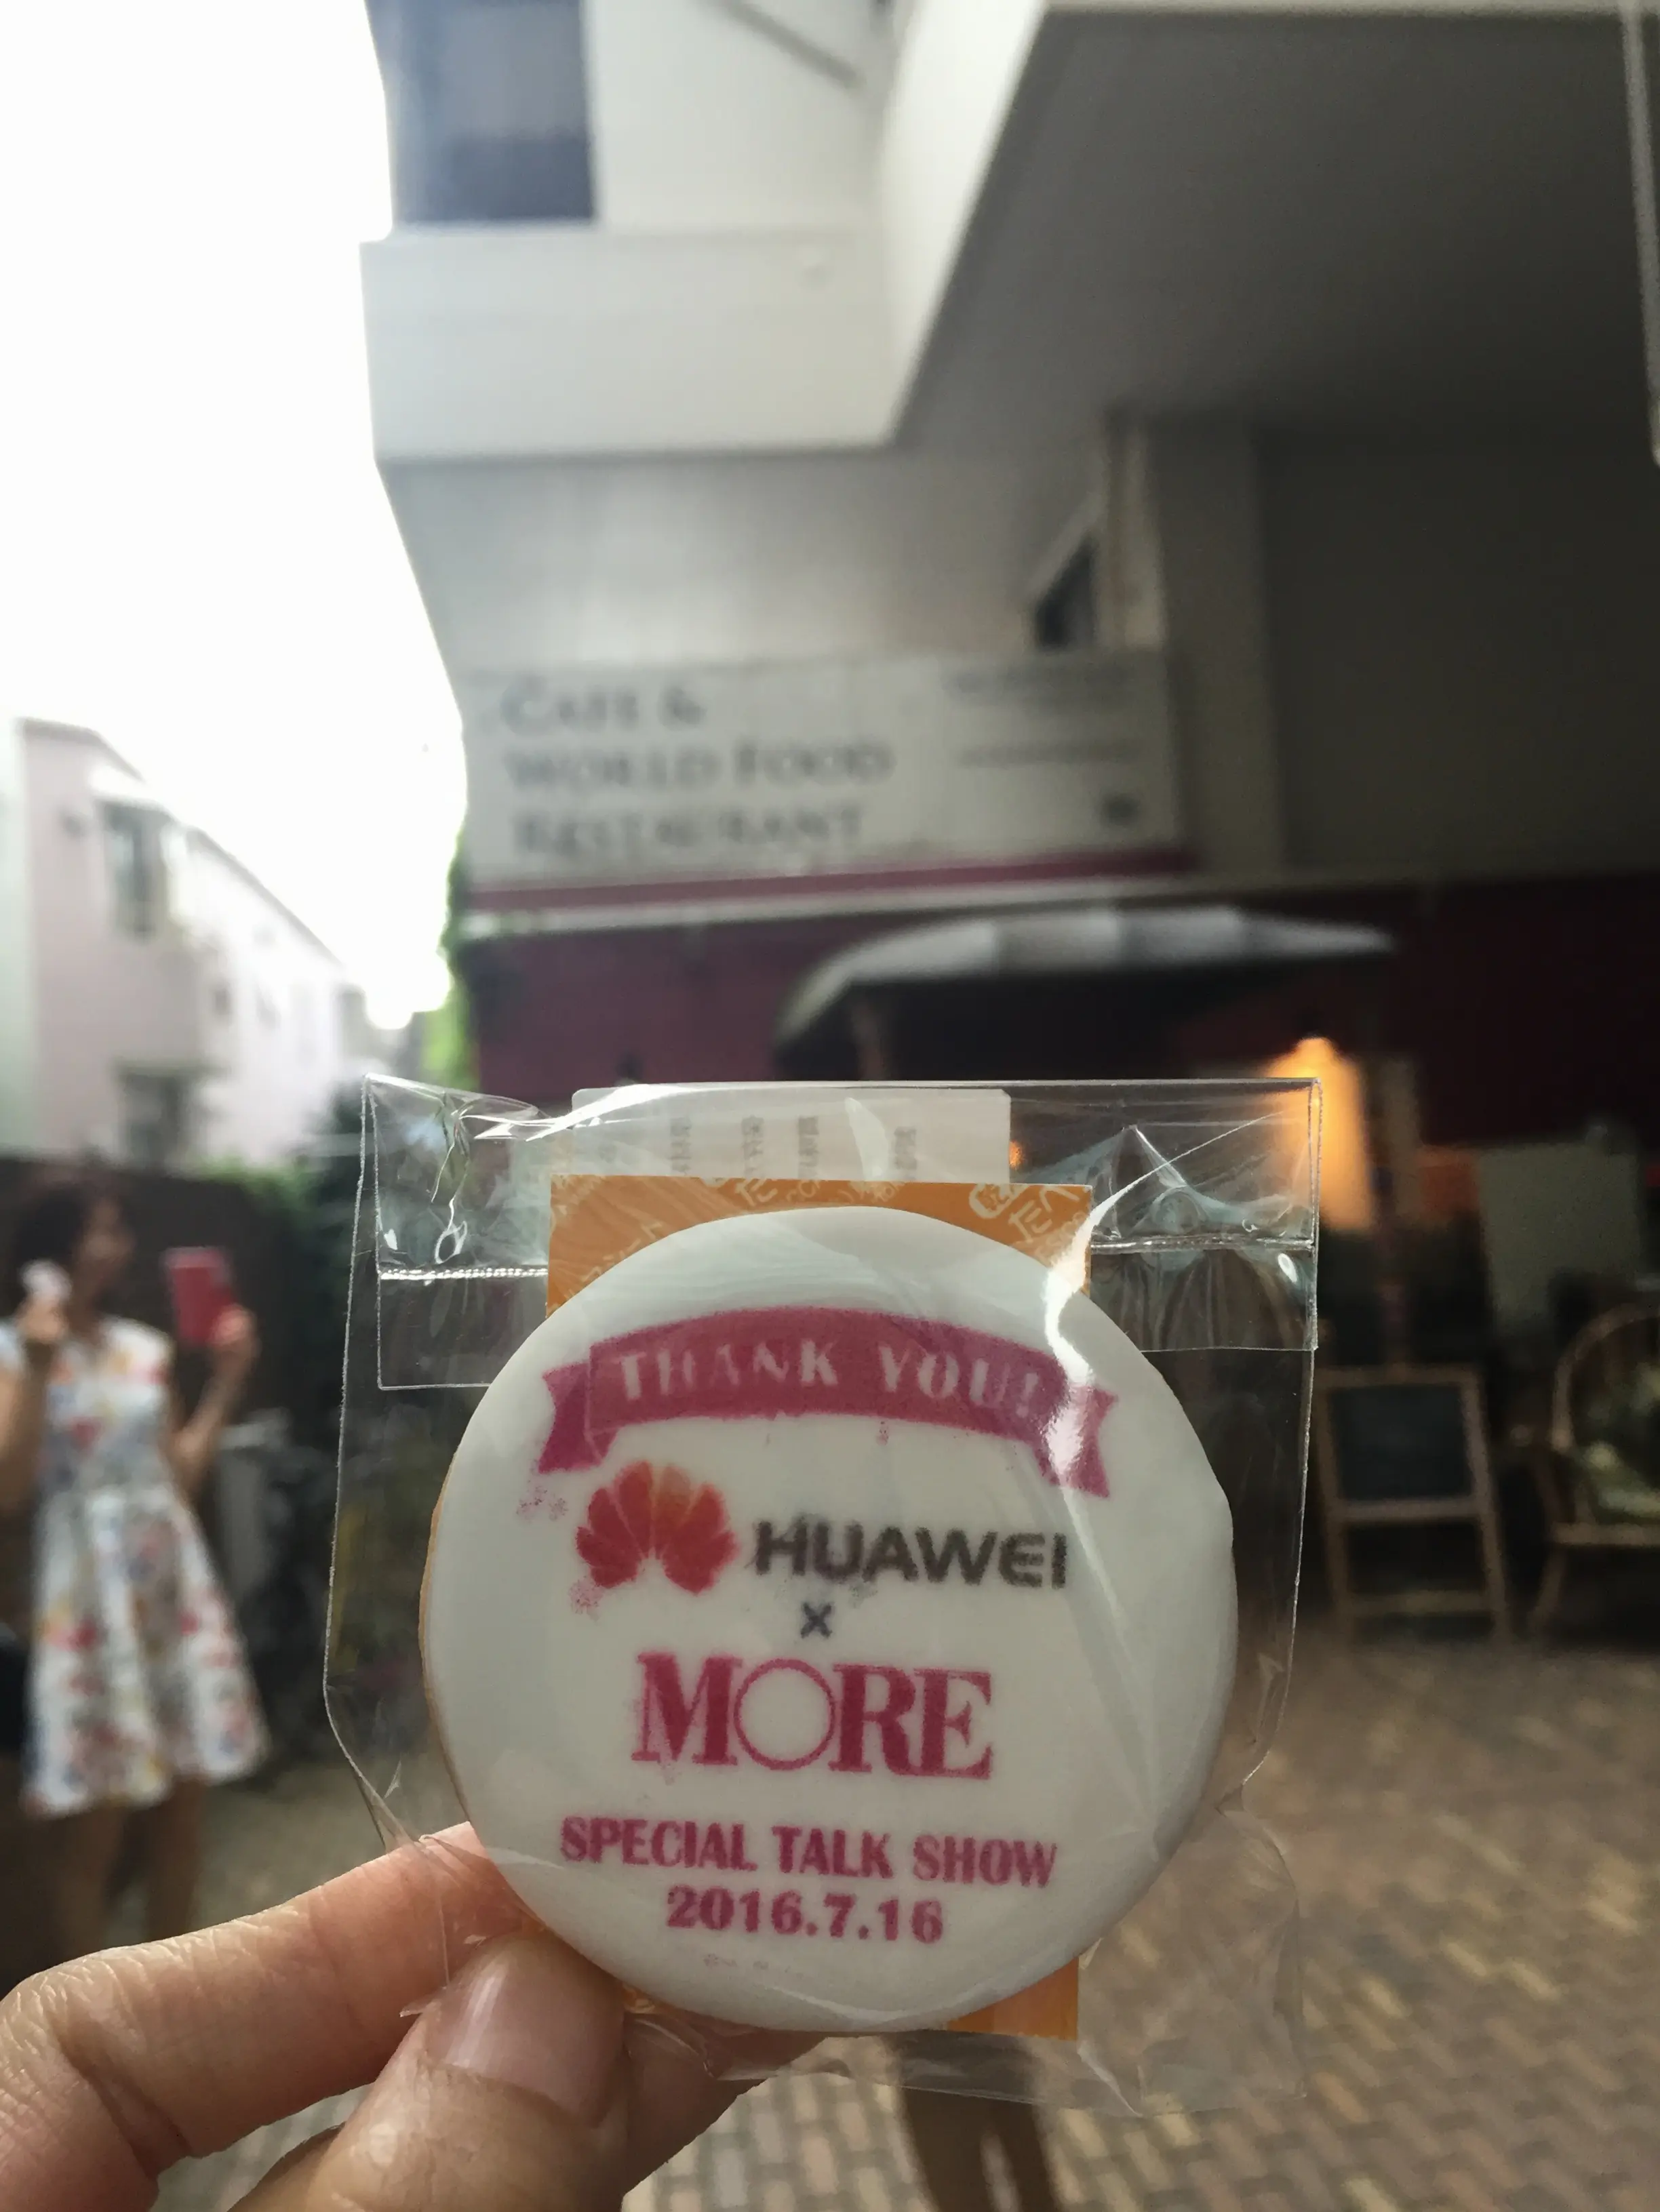 CAFE &
WORLD FOOD
RESTAURANT
THANK YOU!
HUAWEI
x
MORE
SPECIAL TALK SHOW
2016.7.16